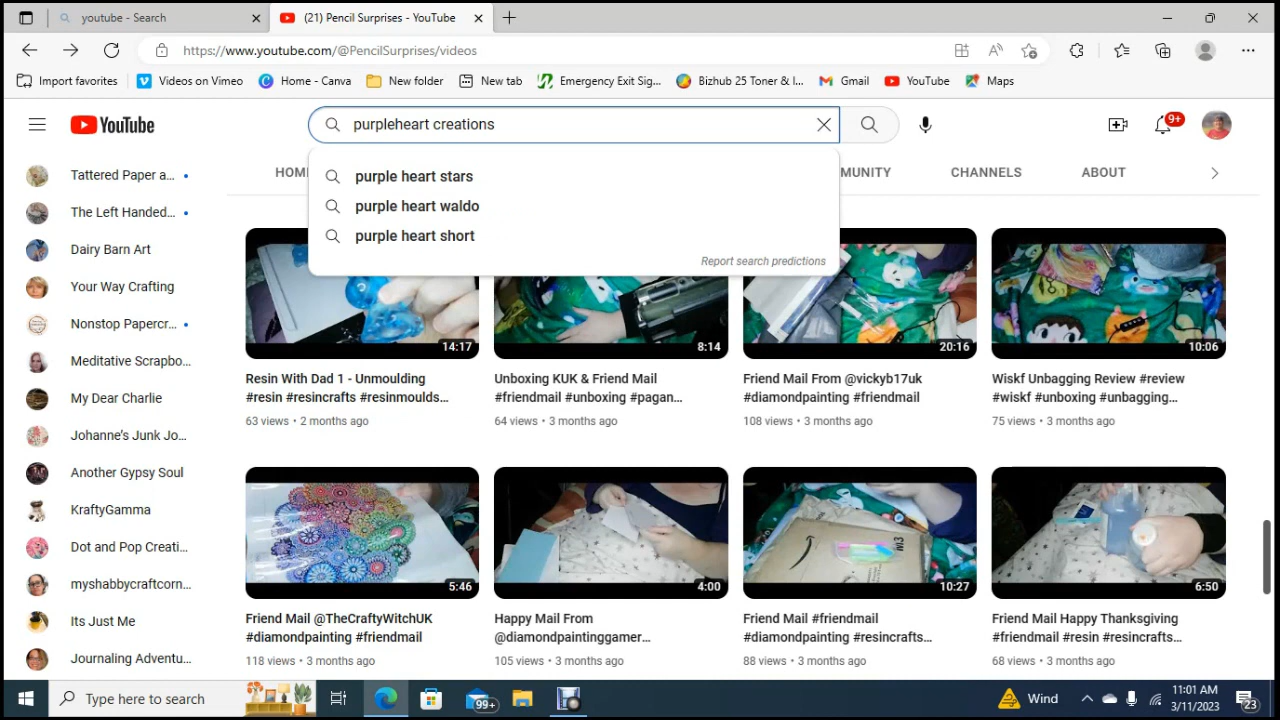 youtube - Search
(21) Pencil Surprises - YouTube
https://www.youtube.com/@PencilSurprises/videos
Import favorites
Videos on Vimeo
Home - Canva
New folder
New tab
Emergency Exit Sig...
Bizhub 25 Toner & I...
Gmail
YouTube
Maps
YouTube
purpleheart creations
9+
purple heart stars
purple heart waldo
purple heart short
Report search predictions
HOM
MUNITY
CHANNELS
ABOUT
Tattered Paper a...
The Left Handed...
Dairy Barn Art
Your Way Crafting
Nonstop Papercr...
Meditative Scrapbo...
My Dear Charlie
Johanne's Junk Jo...
Another Gypsy Soul
KraftyGamma
Dot and Pop Creati...
myshabbycraftcorn...
Its Just Me
Journaling Adventu...
14:17
8:14
20:16
10:06
Resin With Dad 1 - Unmoulding
#resin #resincrafts #resinmoulds...
63 views • 2 months ago
Unboxing KUK & Friend Mail
#friendmail #unboxing #pagan...
64 views • 3 months ago
Friend Mail From @vickyb17uk
#diamondpainting #friendmail
108 views • 3 months ago
Wiskf Unbagging Review #review
#wiskf #unboxing #unbagging...
75 views • 3 months ago
5:46
4:00
10:27
6:50
Friend Mail @TheCraftyWitchUK
#diamondpainting #friendmail
118 views • 3 months ago
Happy Mail From
@diamondpaintinggamer...
105 views • 3 months ago
Friend Mail #friendmail
#diamondpainting #resincrafts...
88 views • 3 months ago
Friend Mail Happy Thanksgiving
#friendmail #resin #resincrafts...
68 views • 3 months ago
Type here to search
99+
Wind
11:01 AM
3/11/2023
23